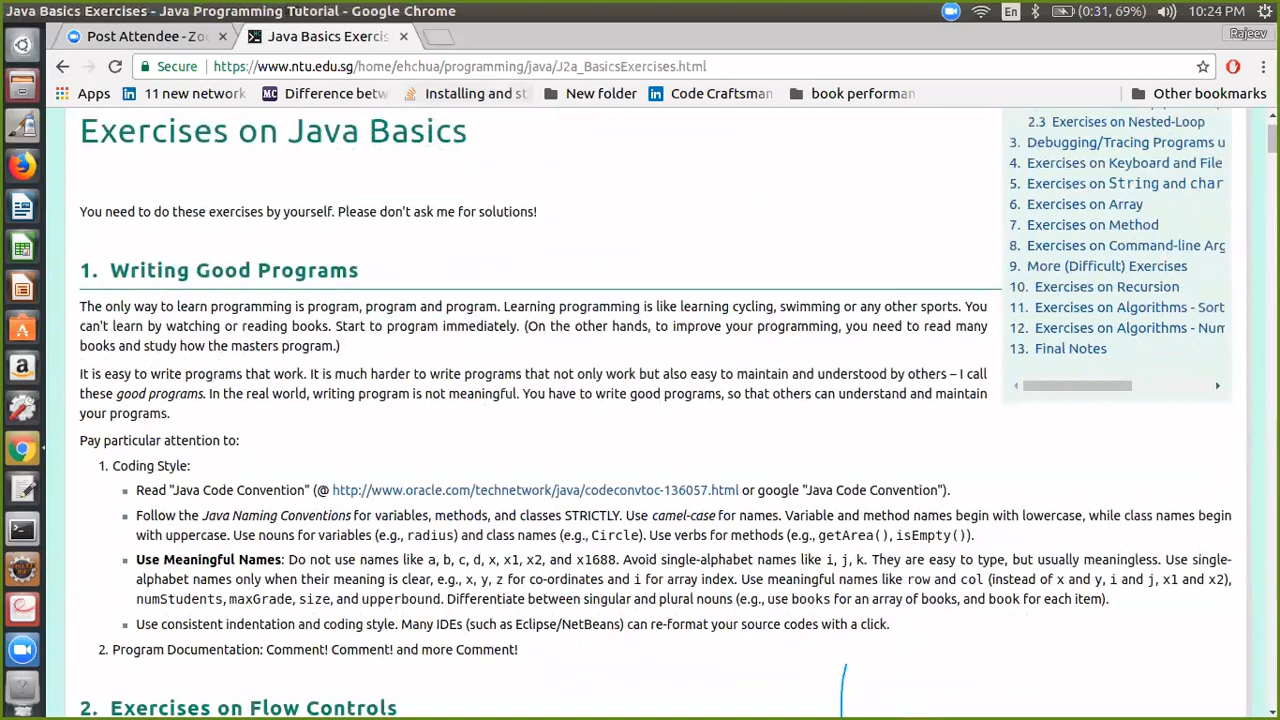 Java Basics Exercises - Java Programming Tutorial - Google Chrome
En
(0:31, 69%)
10:24 PM
Post Attendee - Zoo
Java Basics Exercis
Rajeev
Secure
https://www.ntu.edu.sg/home/ehchua/programming/java/J2a_BasicsExercises.html
Apps
11 new network
Difference betw
Installing and st
New folder
Code Craftsm
book performan
Other bookmarks
Exercises on Java Basics
You need to do these exercises by yourself. Please don't ask me for solutions!
1. Writing Good Programs
The only way to learn programming is program, program and program. Learning programming is like learning cycling, swimming or any other sports. You
can't learn by watching or reading books. Start to program immediately. (On the other hands, to improve your programming, you need to read many
books and study how the masters program.)
It is easy to write programs that work. It is much harder to write programs that not only work but also easy to maintain and understood by others – I call
these good programs. In the real world, writing program is not meaningful. You have to write good programs, so that others can understand and maintain
your programs.
Pay particular attention to:
1. Coding Style:
Read "Java Code Convention" (@ http://www.oracle.com/technetwork/java/codeconvtoc-136057.html or google "Java Code Convention").
Follow the Java Naming Conventions for variables, methods, and classes STRICTLY. Use camel-case for names. Variable and method names begin with lowercase, while class names begin
with uppercase. Use nouns for variables (e.g., radius) and class names (e.g., Circle). Use verbs for methods (e.g., getArea(), isEmpty()).
Use Meaningful Names: Do not use names like a, b, c, d, x, x1, x2, and x1688. Avoid single-alphabet names like i, j, k. They are easy to type, but usually meaningless. Use single-
alphabet names only when their meaning is clear, e.g., x, y, z for co-ordinates and i for array index. Use meaningful names like row and col (instead of x and y, i and j, x1 and x2),
numStudents, maxGrade, size, and upperbound. Differentiate between singular and plural nouns (e.g., use books for an array of books, and book for each item).
Use consistent indentation and coding style. Many IDEs (such as Eclipse/NetBeans) can re-format your source codes with a click.
2. Program Documentation: Comment! Comment! and more Comment!
2. Exercises on Flow Controls
2.3 Exercises on Nested-Loop
3. Debugging/Tracing Programs u
4. Exercises on Keyboard and File
5. Exercises on String and char
6. Exercises on Array
7. Exercises on Method
8. Exercises on Command-line Arg
9. More (Difficult) Exercises
10. Exercises on Recursion
11. Exercises on Algorithms - Sort
12. Exercises on Algorithms - Num
13. Final Notes